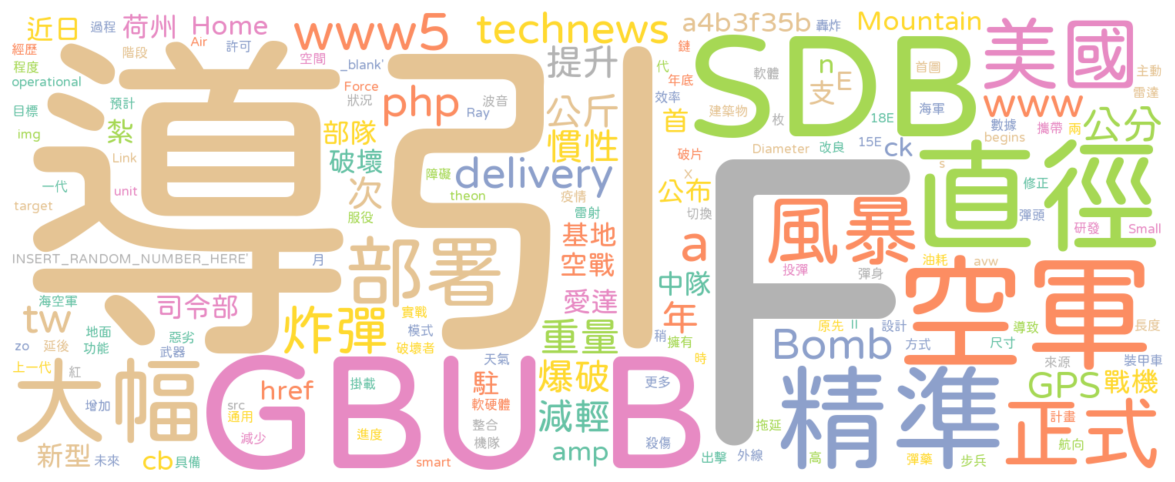 近日 過程 荷州 Home www5 technews a4b3f35b 轟炸 Mountain 美國
經歷 階段 Air 許可 空間 提升 鏈 軟體 n E 首圖 主動
程度 _blank' 代 年底 支 雷達
operational Force 波音 公斤 效率 建築物 海軍 www
目標 預計 狀況 php Ray 首 枚 18E 數據 攜帶 兩 公分
img 紮 部隊 慣性 Diameter 改良 15E ck begins
導引 SDB 直徑
Link 破壞 破片
一代 unit 次 障礙 delivery x s 修正
target 服役 theon 疫情 公布 切換 彈頭
雷射 研發 Small
基地 a 風暴
INSERT_RANDOM_NUMBER_HERE' 月 部署 空戰 油耗 avw
投彈 彈身
F 空軍
海空軍 司令部 愛達 中隊
tw 地面 炸彈 實戰 年 稍 擁有 原先 II 設計 導致 長度
zo 延後 功能 惡劣 模式 重量 時 Bomb 方式 尺寸
武器 破壞者 來源 裝甲車
上一代 紅 天氣
大幅 GBU B 爆破 更多 精準 GPS 戰機
增加 src href 掛載 駐 正式
通用 軟硬體 減輕 計畫
新型 未來 減少 進度 整合 拖延 航向
cb 具備 機隊 amp 殺傷 高
smart 出擊 外線 彈藥 步兵